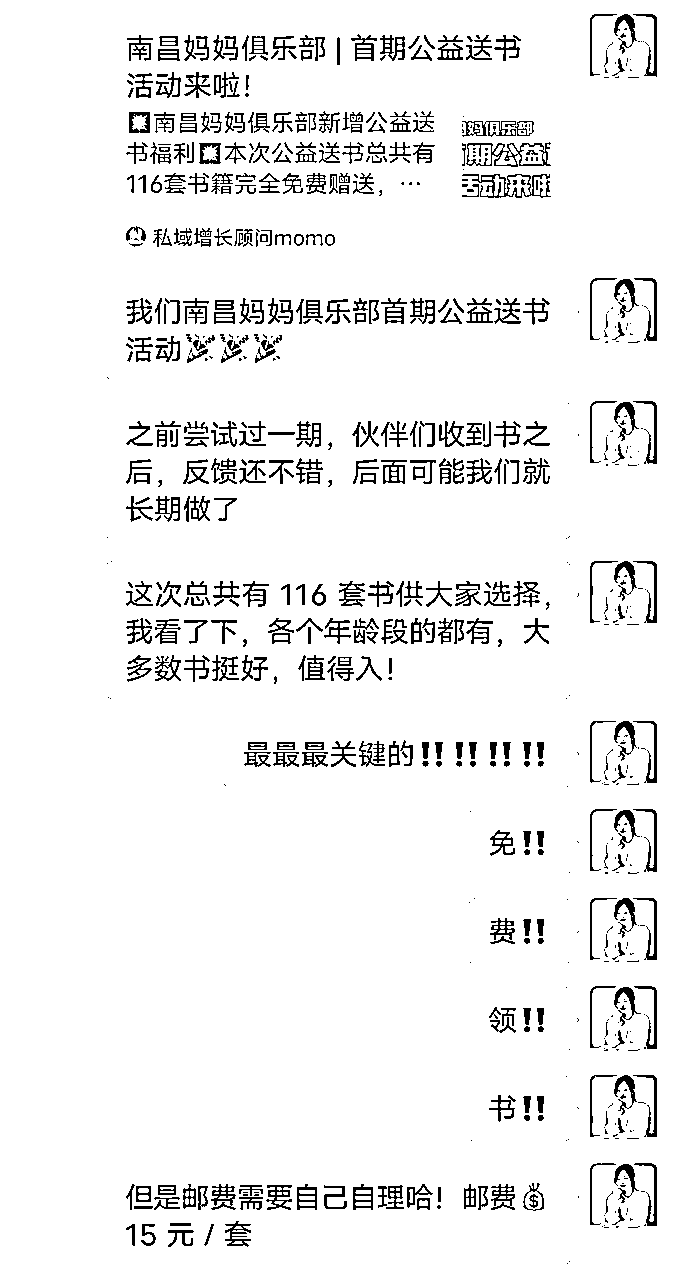 南昌妈妈俱乐部 | 首期公益送书
活动来啦！
💥南昌妈妈俱乐部新增公益送
书福利💥本次公益送书总共有
116套书籍完全免费赠送，…
妈妈俱乐部
期公益
活动来啦
私域增长顾问momo
我们南昌妈妈俱乐部首期公益送书
活动🎉🎉🎉
之前尝试过一期，伙伴们收到书之
后，反馈还不错，后面可能我们就
长期做了
这次总共有 116 套书供大家选择，
我看了下，各个年龄段的都有，大
多数书挺好，值得入！
最最最关键的‼️‼️‼️‼️
免‼️
费‼️
领‼️
书‼️
但是邮费需要自己自理哈！邮费💰
15 元 / 套